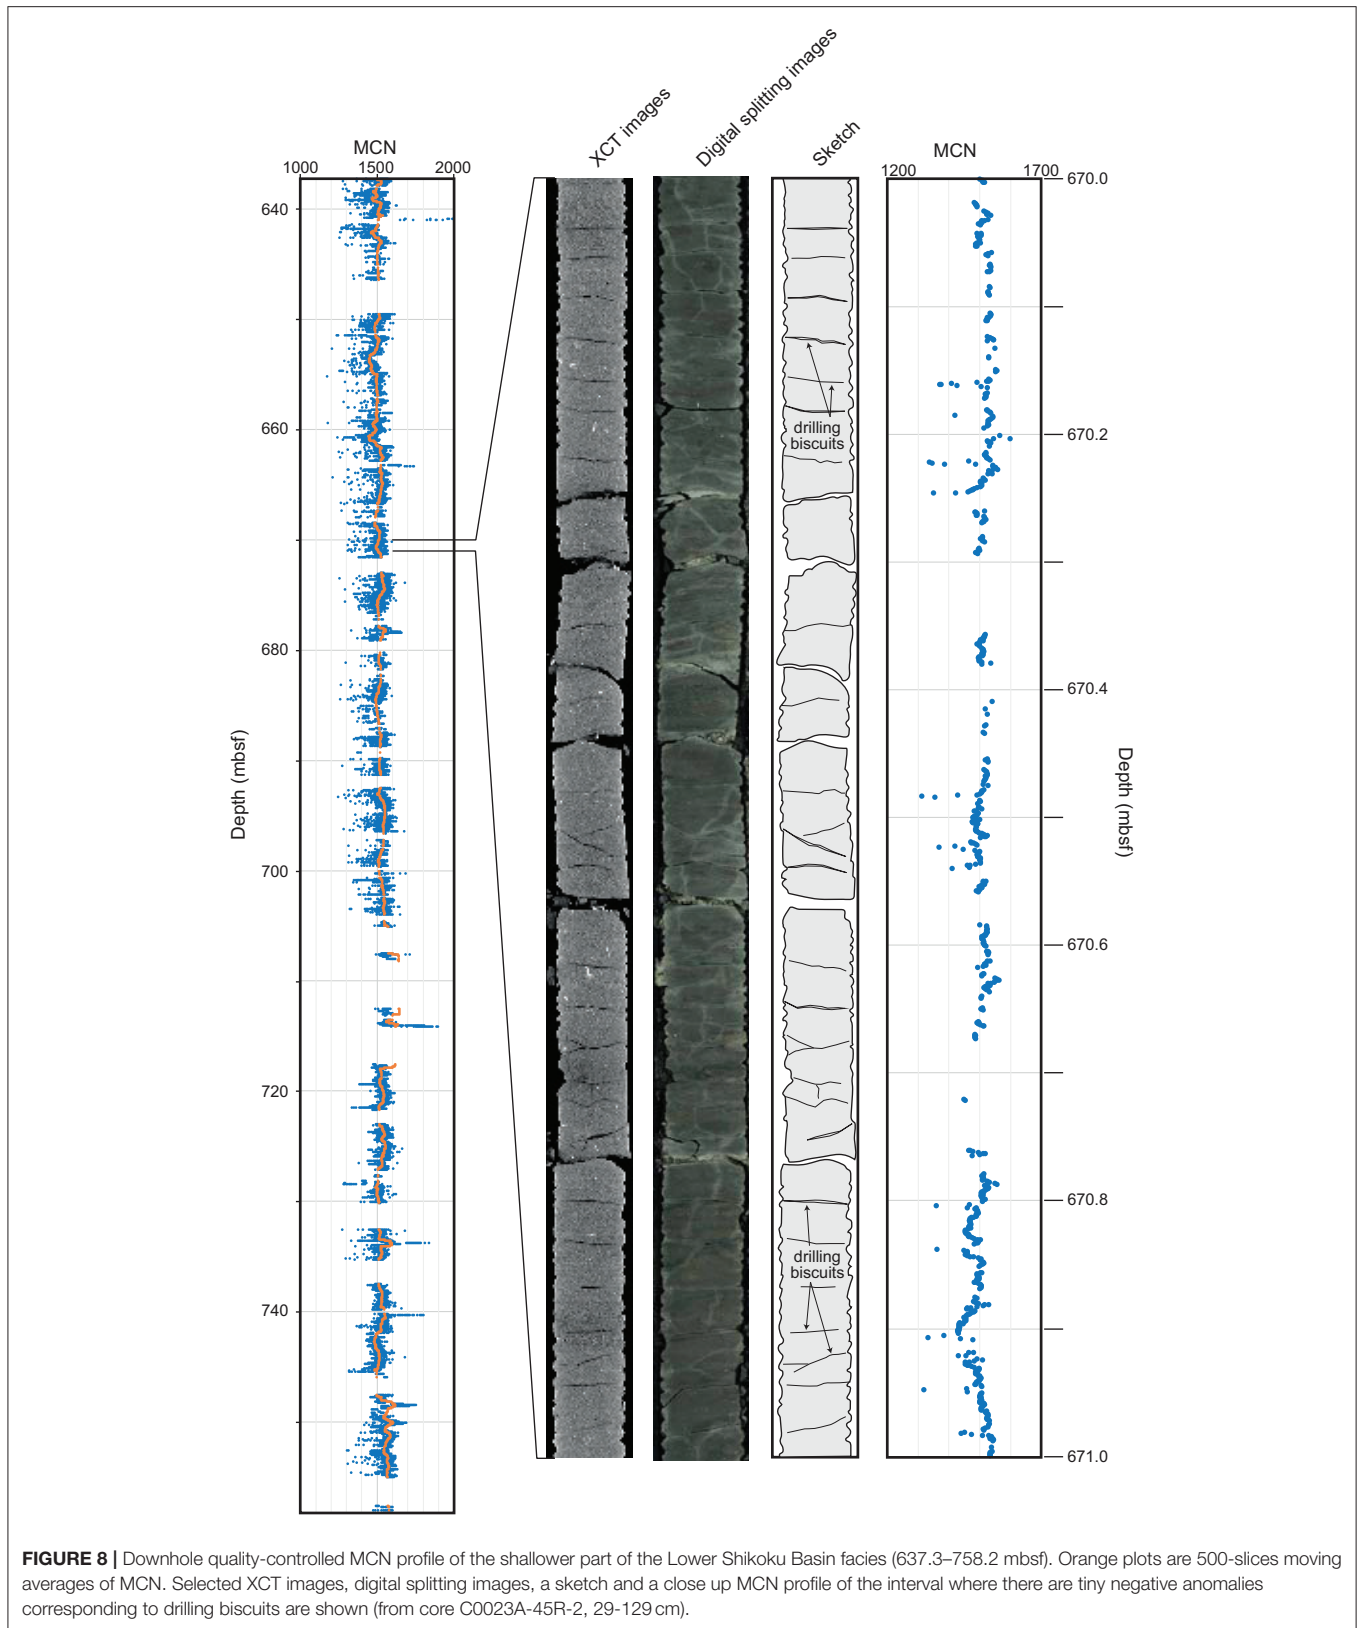 MCN
1000 1500 2000
XCT images
Digital splitting images
Sketch
MCN
1200 1700
640
660
680
700
720
740
Depth (mbsf)
drilling
biscuits
drilling
biscuits
670.0
670.2
670.4
670.6
670.8
671.0
Depth (mbsf)
FIGURE 8 | Downhole quality-controlled MCN profile of the shallower part of the Lower Shikoku Basin facies (637.3–758.2 mbsf). Orange plots are 500-slices moving
averages of MCN. Selected XCT images, digital splitting images, a sketch and a close up MCN profile of the interval where there are tiny negative anomalies
corresponding to drilling biscuits are shown (from core C0023A-45R-2, 29-129 cm).